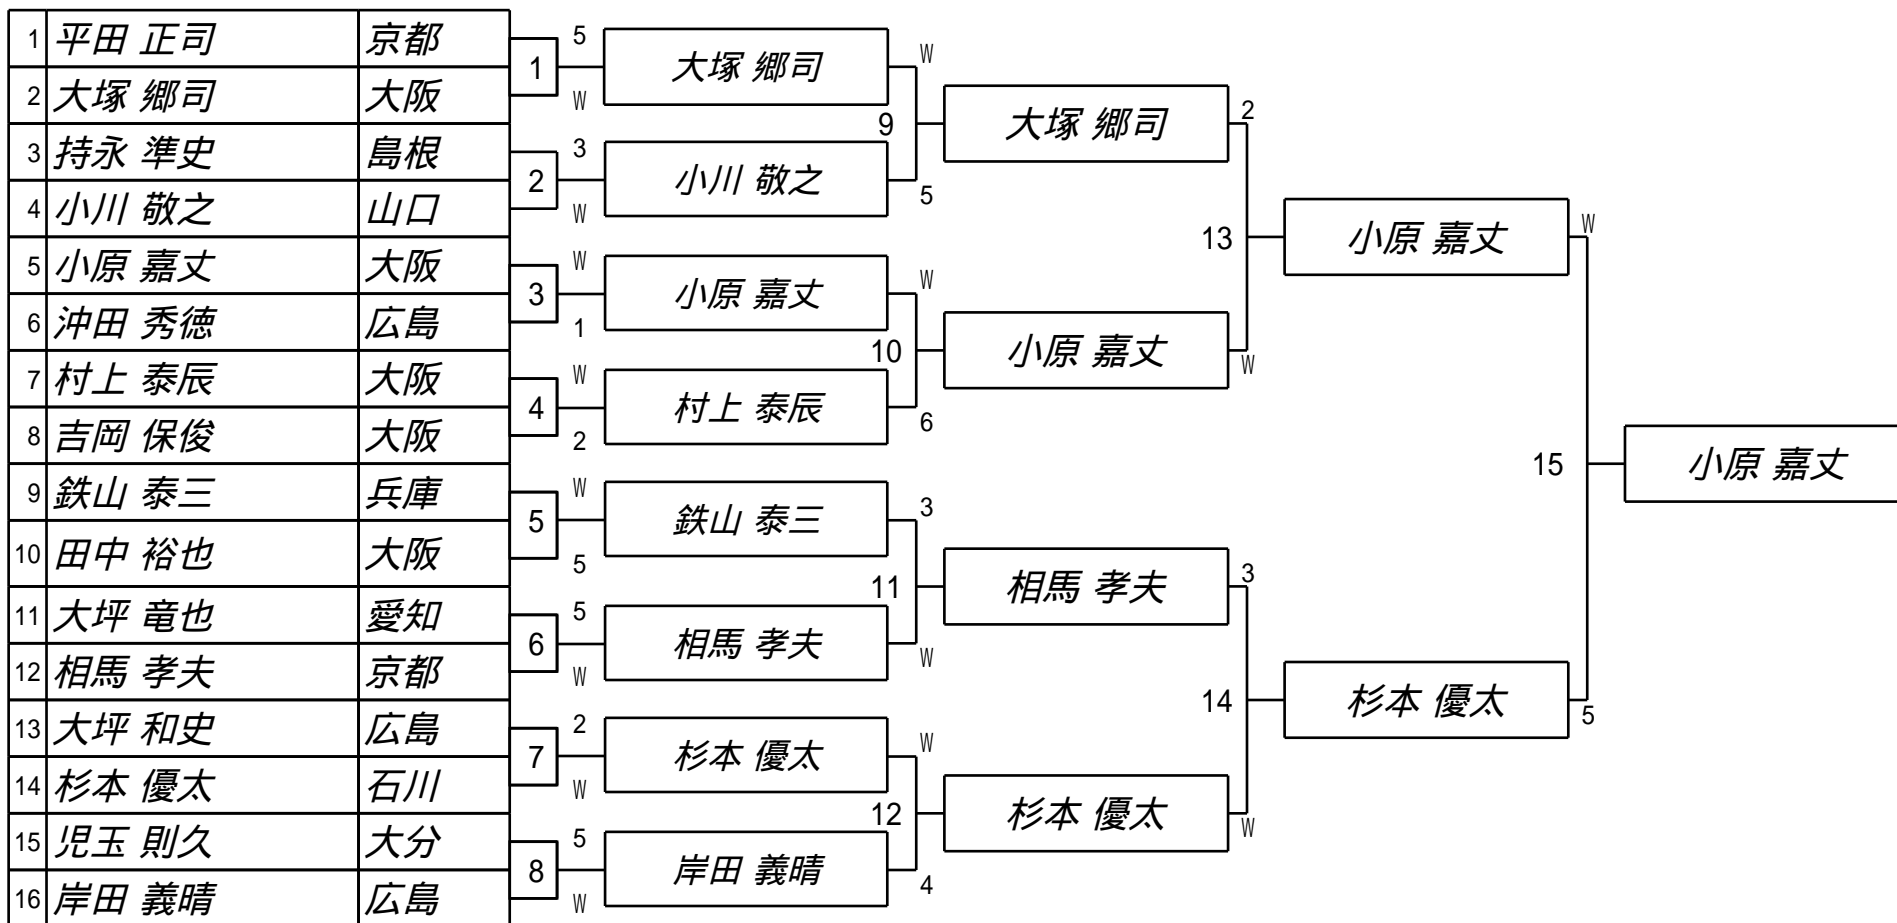 1 平田 正司 京都
2 大塚 郷司 大阪
3 持永 準史 島根
4 小川 敬之 山口
5 小原 嘉丈 大阪
6 沖田 秀徳 広島
7 村上 泰辰 大阪
8 吉岡 保俊 大阪
9 鉄山 泰三 兵庫
10 田中 裕也 大阪
11 大坪 竜也 愛知
12 相馬 孝夫 京都
13 大坪 和史 広島
14 杉本 優太 石川
15 児玉 則久 大分
16 岸田 義晴 広島
5
1
W
3
2
W
W
3
1
W
4
2
W
5
5
5
6
W
2
7
W
5
8
W
大塚 郷司
小川 敬之
小原 嘉丈
村上 泰辰
鉄山 泰三
相馬 孝夫
杉本 優太
岸田 義晴
W
9
5
W
10
6
3
11
W
W
12
4
大塚 郷司
小原 嘉丈
相馬 孝夫
杉本 優太
2
13
W
3
14
W
小原 嘉丈
杉本 優太
W
15
5
小原 嘉丈